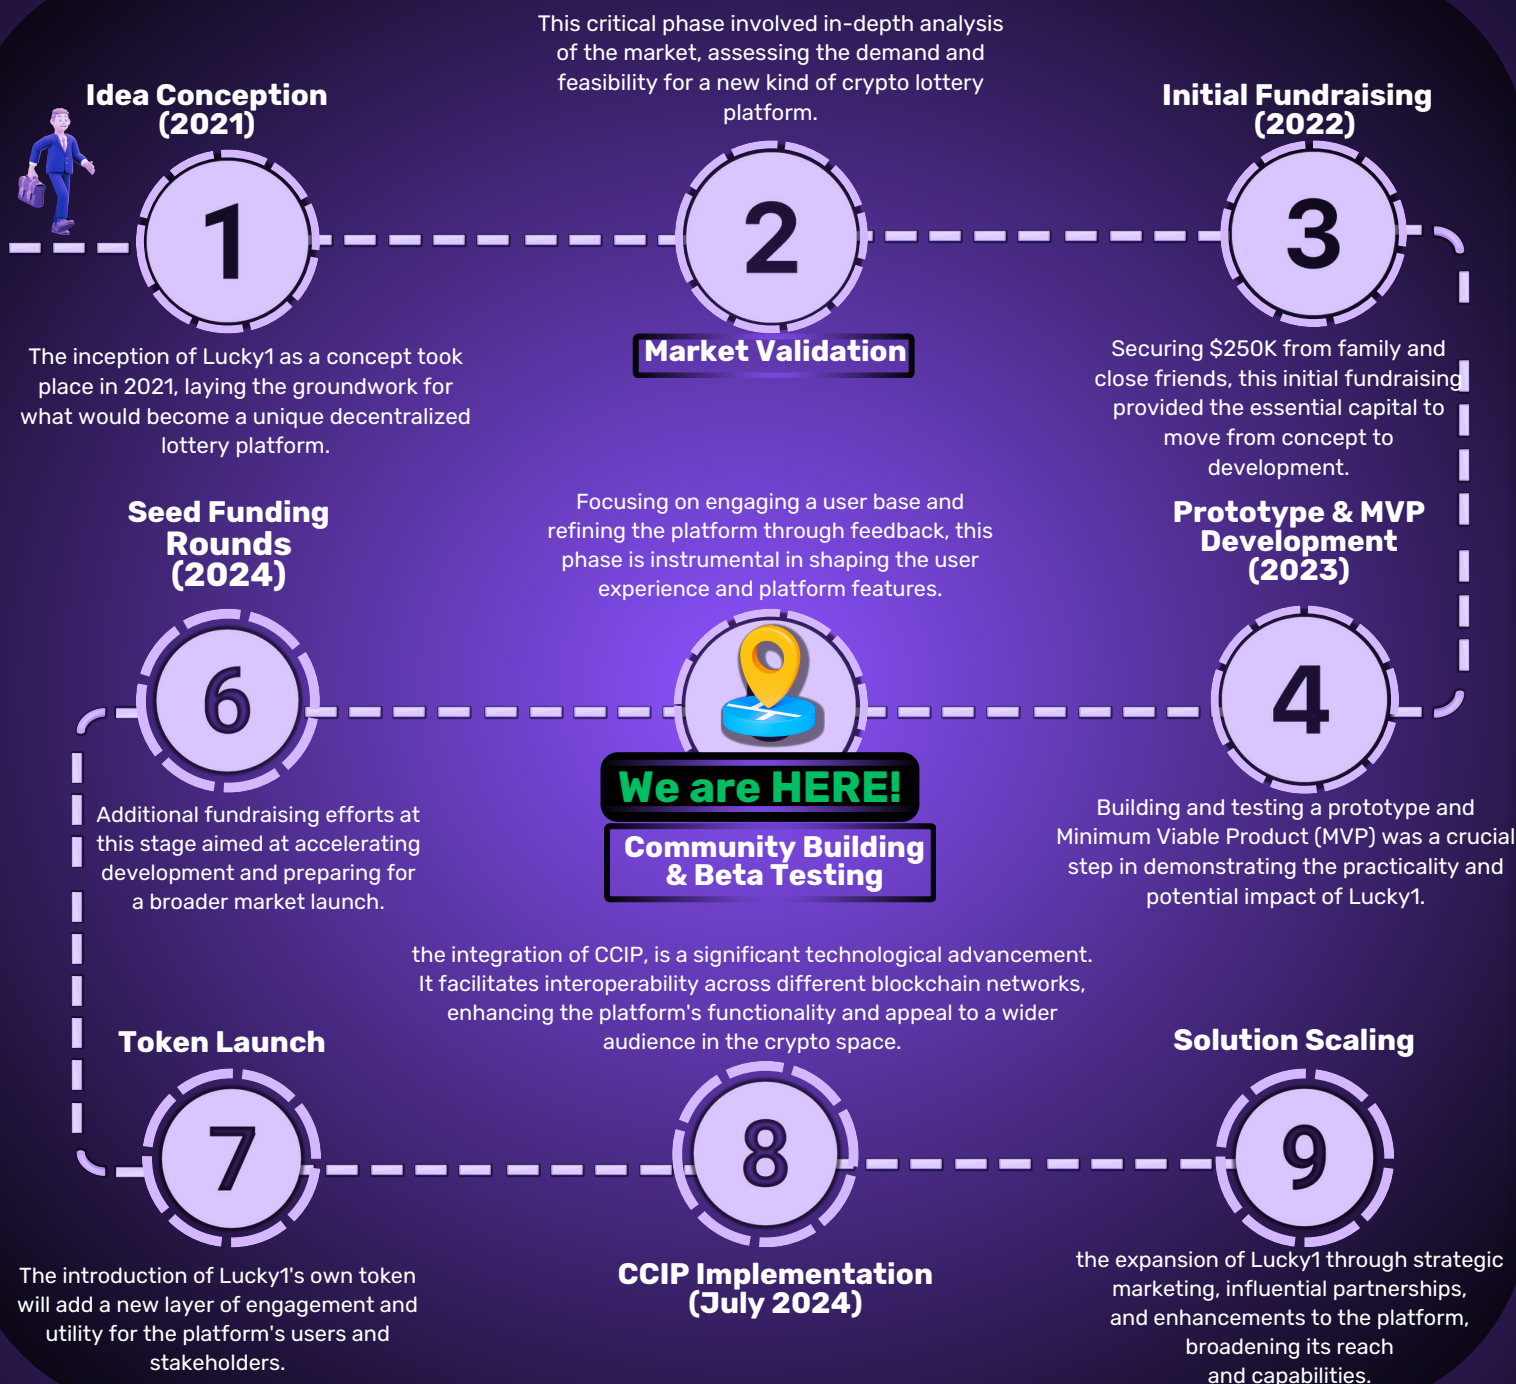 Idea Conception
(2021)
1
The inception of Lucky1 as a concept took
place in 2021, laying the groundwork for
what would become a unique decentralized
lottery platform.
This critical phase involved in-depth analysis
of the market, assessing the demand and
feasibility for a new kind of crypto lottery
platform.
2
Market Validation
Initial Fundraising
(2022)
3
Securing $250K from family and
close friends, this initial fundraising
provided the essential capital to
move from concept to
development.
Prototype & MVP
Development
(2023)
4
Building and testing a prototype and
Minimum Viable Product (MVP) was a crucial
step in demonstrating the practicality and
potential impact of Lucky1.
Focusing on engaging a user base and
refining the platform through feedback, this
phase is instrumental in shaping the user
experience and platform features.
We are HERE!
Community Building
& Beta Testing
Seed Funding
Rounds
(2024)
6
Additional fundraising efforts at
this stage aimed at accelerating
development and preparing for
a broader market launch.
Token Launch
7
The introduction of Lucky1's own token
will add a new layer of engagement and
utility for the platform's users and
stakeholders.
the integration of CCIP, is a significant technological advancement.
It facilitates interoperability across different blockchain networks,
enhancing the platform's functionality and appeal to a wider
audience in the crypto space.
8
CCIP Implementation
(July 2024)
Solution Scaling
9
the expansion of Lucky1 through strategic
marketing, influential partnerships,
and enhancements to the platform,
broadening its reach
and capabilities.